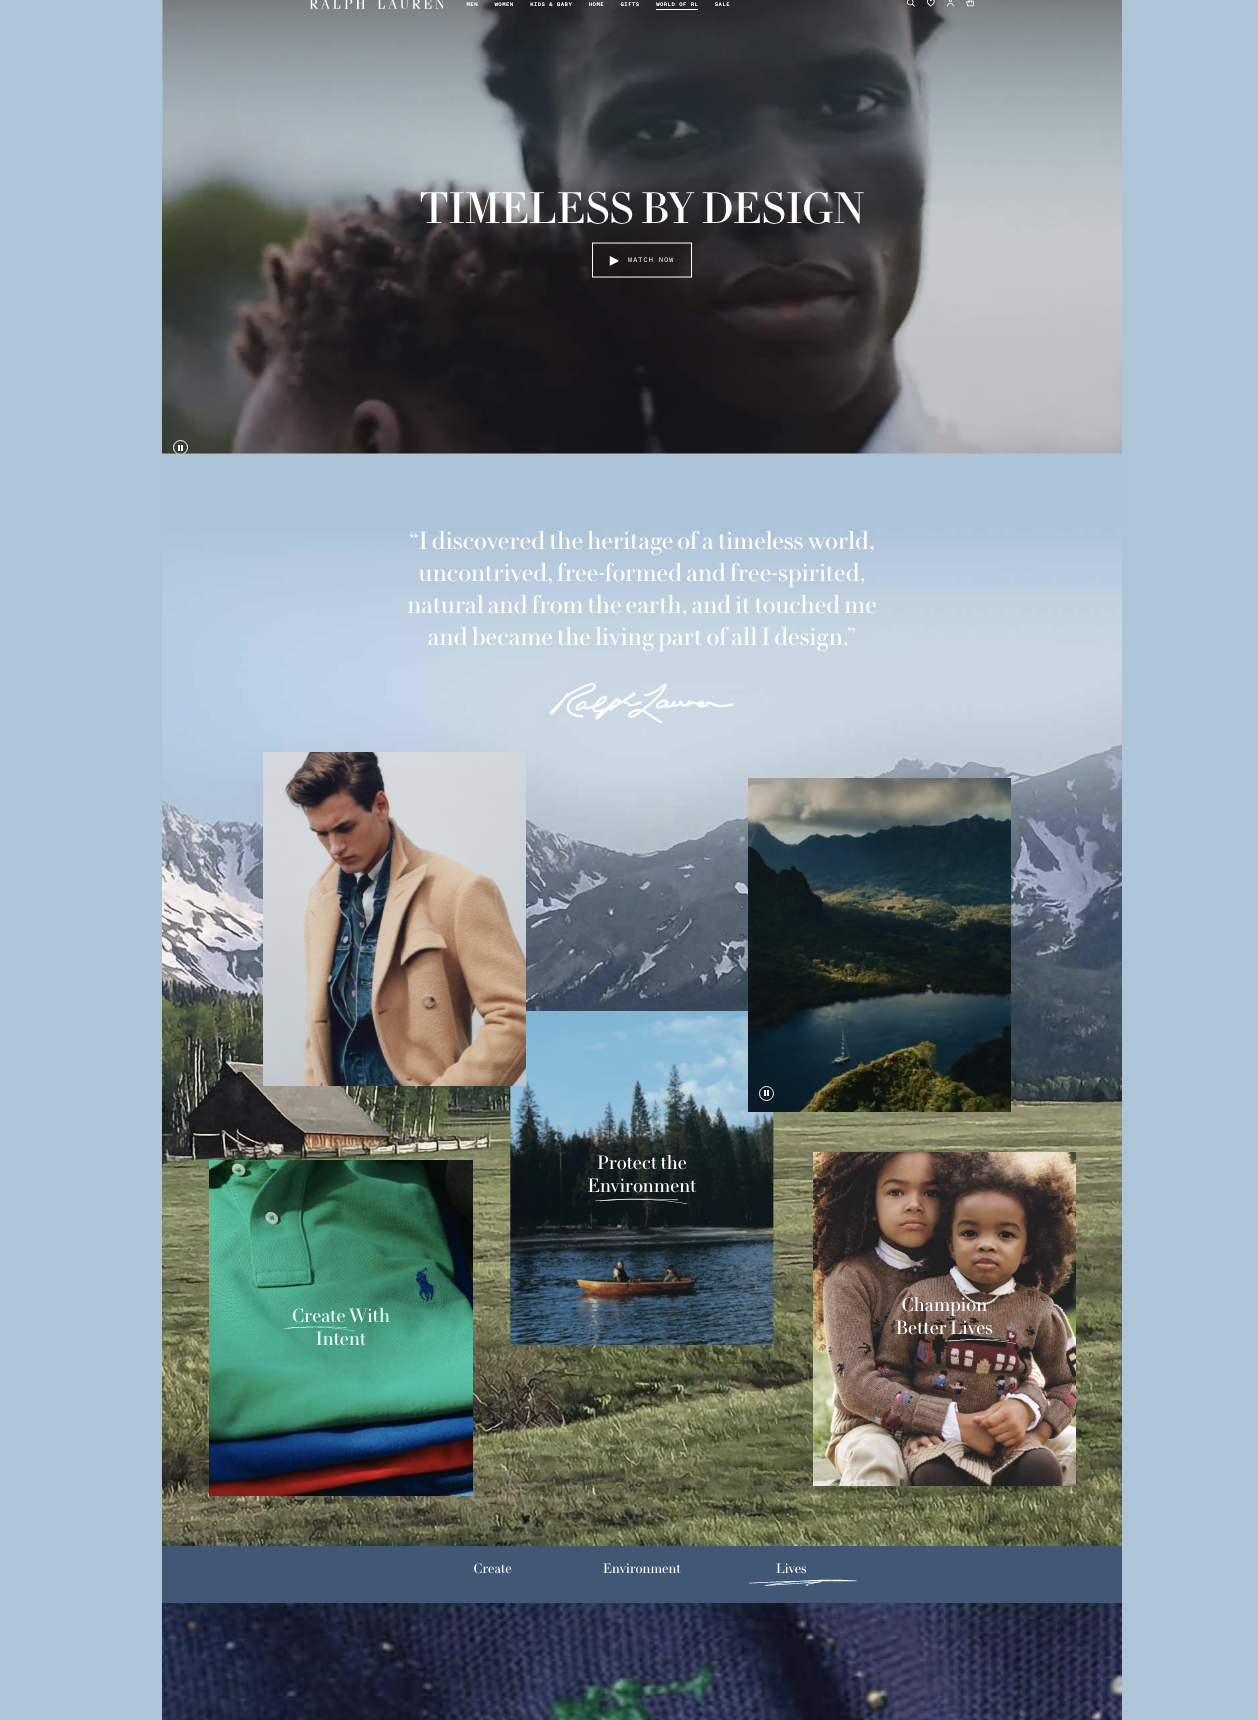 RALPH LAUREN
MEN WOMEN KIDS & BABY HOME GIFTS WORLD OF RL SALE
TIMELESS BY DESIGN
WATCH NOW
“I discovered the heritage of a timeless world,
uncontrived, free-formed and free-spirited,
natural and from the earth, and it touched me
and became the living part of all I design.”
Ralph Lauren
Protect the
Environment
Create With
Intent
Champion
Better Lives
Create Environment Lives